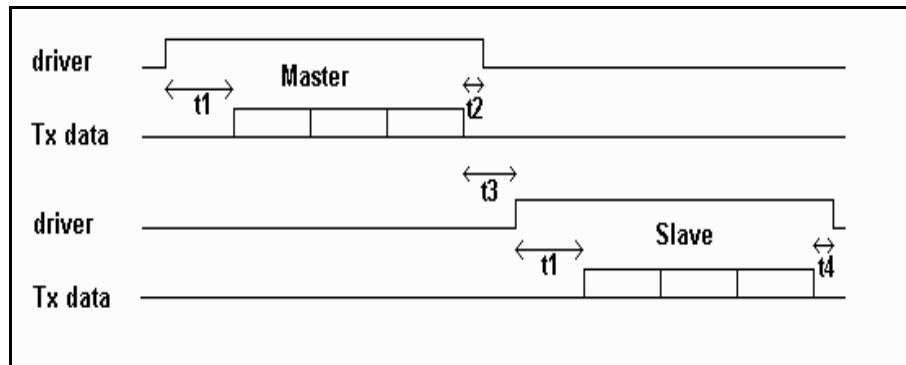 driver
Master
t1
t2
Tx data
t3
driver
Slave
t1
t4
Tx data